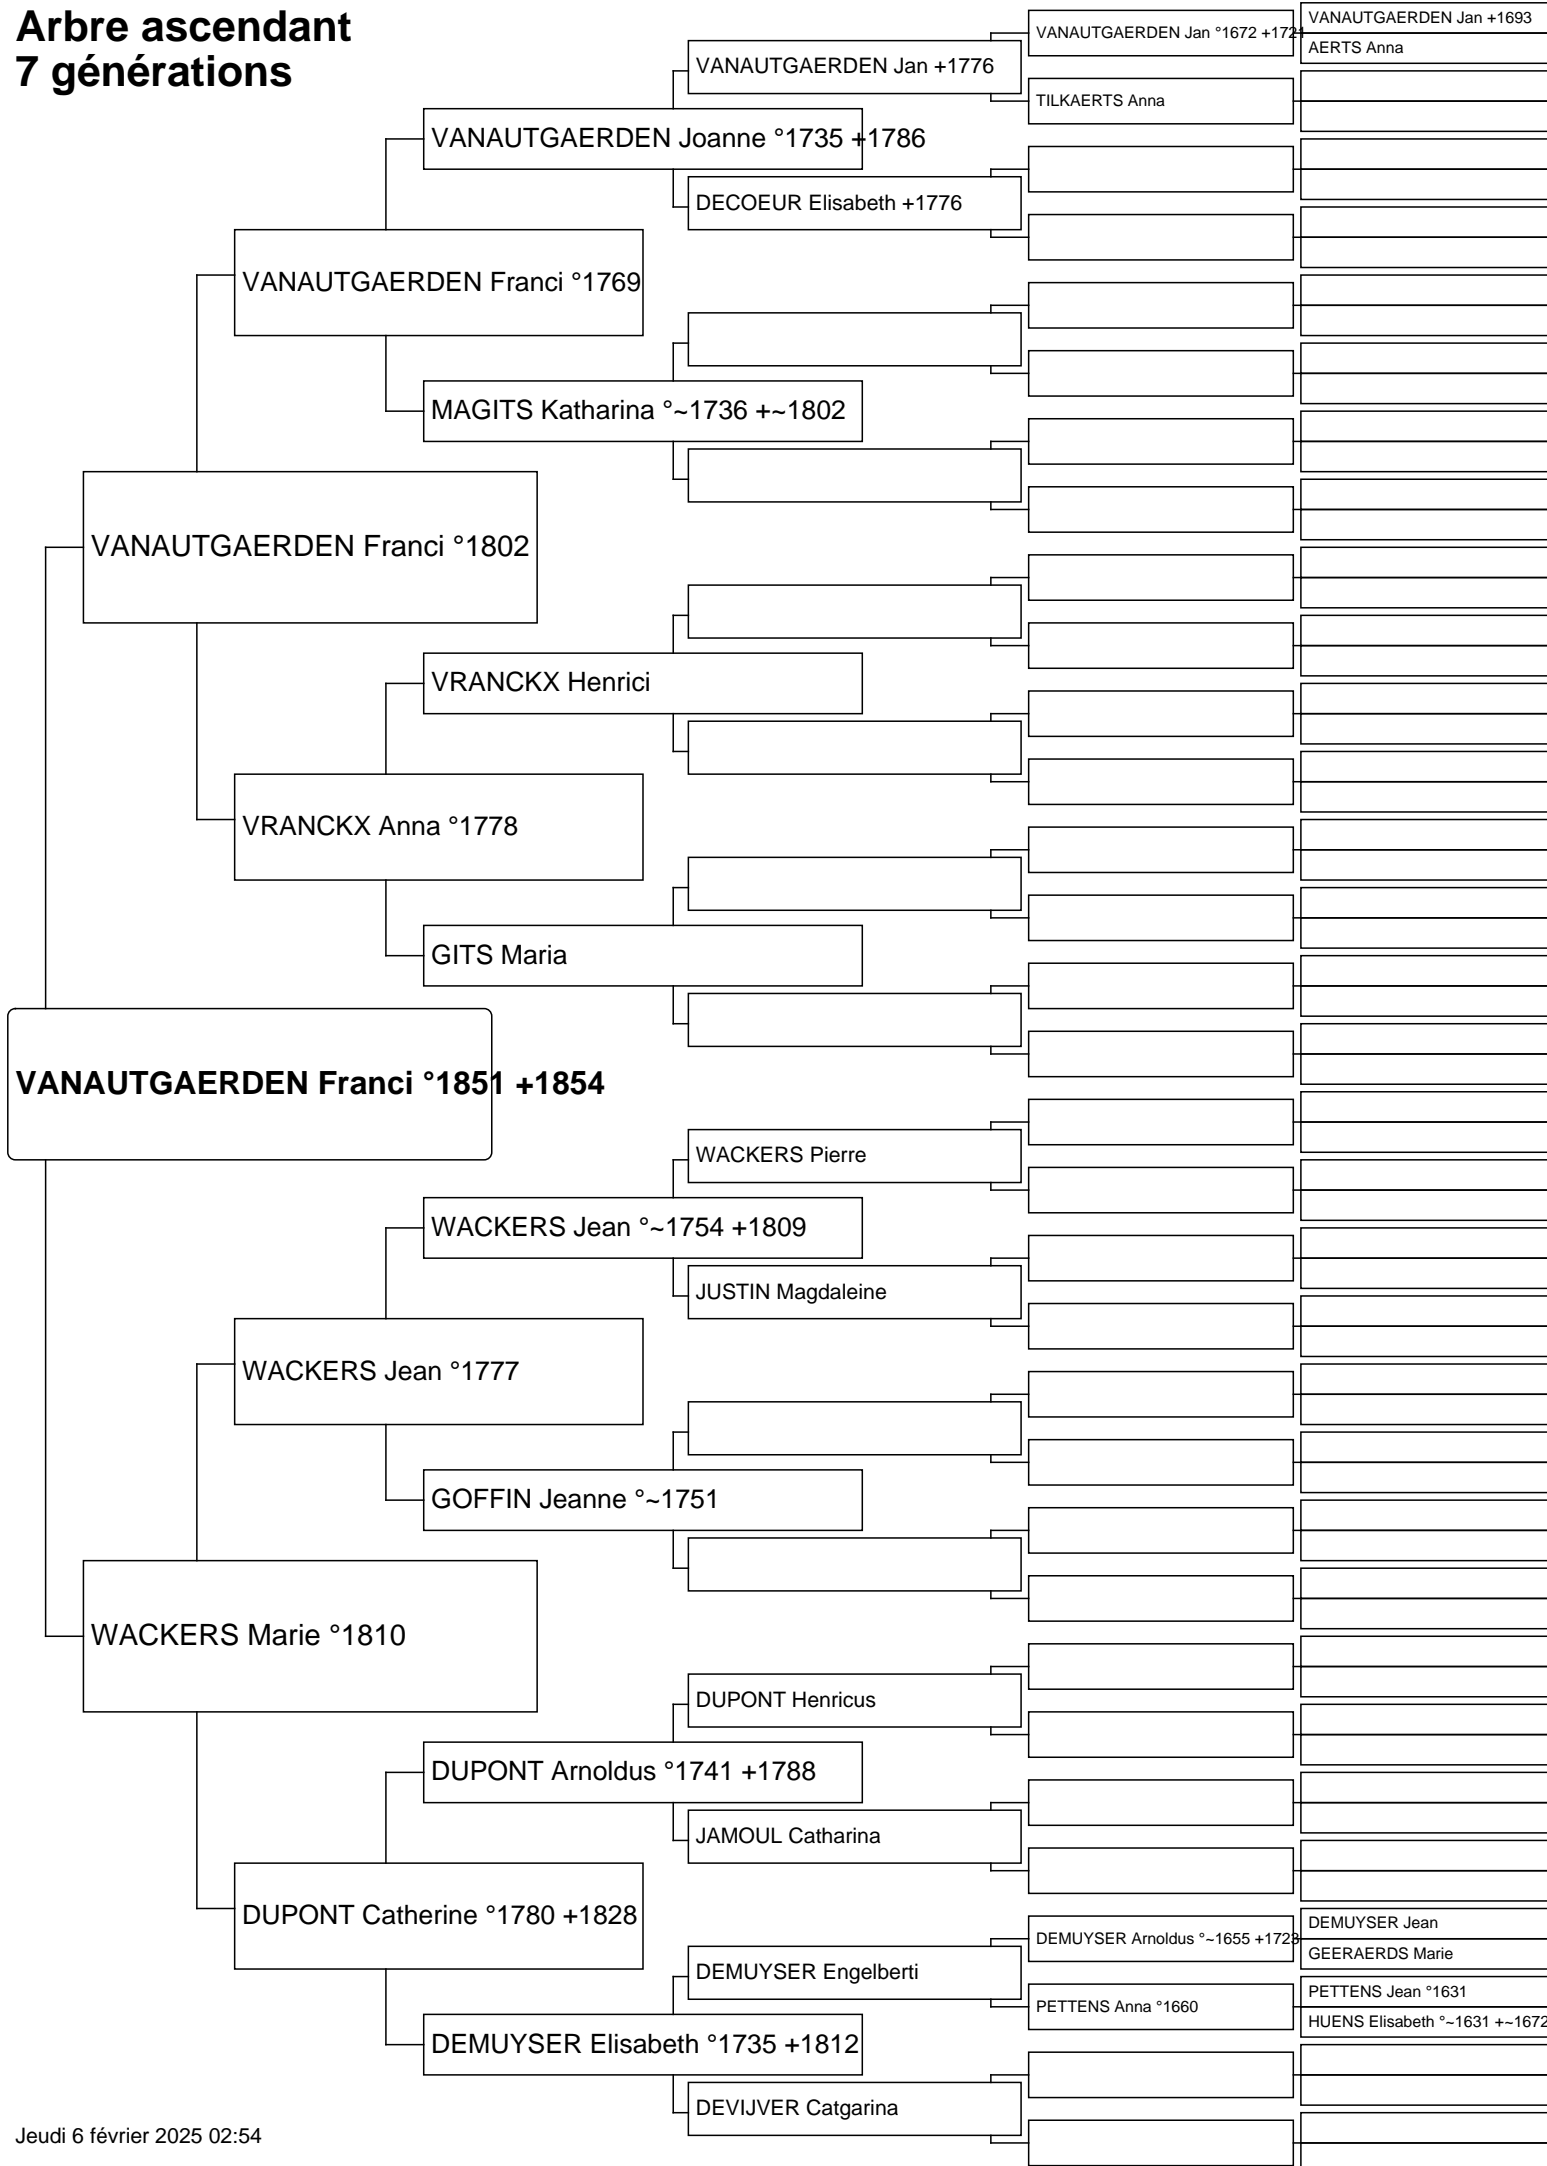 Arbre ascendant
7 générations
VANAUTGAERDEN Jan +1693
VANAUTGAERDEN Jan °1672 +1721
AERTS Anna
VANAUTGAERDEN Jan +1776
TILKAERTS Anna
VANAUTGAERDEN Joanne °1735 +1786
DECOEUR Elisabeth +1776
VANAUTGAERDEN Franci °1769
MAGITS Katharina °~1736 +~1802
VANAUTGAERDEN Franci °1802
VRANCKX Henrici
VRANCKX Anna °1778
GITS Maria
VANAUTGAERDEN Franci °1851 +1854
WACKERS Pierre
WACKERS Jean °~1754 +1809
JUSTIN Magdaleine
WACKERS Jean °1777
GOFFIN Jeanne °~1751
WACKERS Marie °1810
DUPONT Henricus
DUPONT Arnoldus °1741 +1788
JAMOUL Catharina
DUPONT Catherine °1780 +1828
DEMUYSER Jean
DEMUYSER Arnoldus °~1655 +1723
GEERAERDS Marie
DEMUYSER Engelberti
PETTENS Jean °1631
PETTENS Anna °1660
HUENS Elisabeth °~1631 +~1672
DEMUYSER Elisabeth °1735 +1812
DEVIJVER Catgarina
Jeudi 6 février 2025 02:54